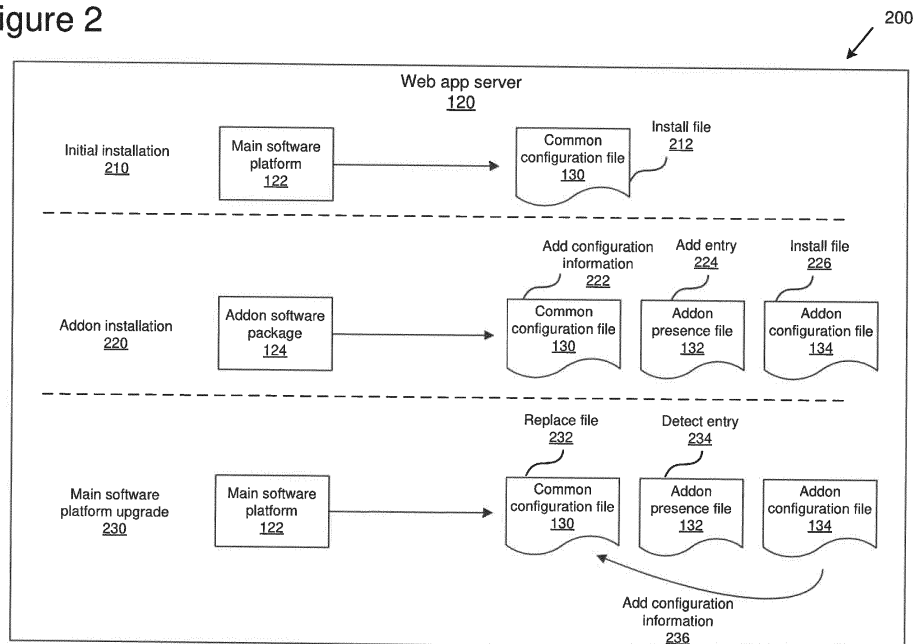 igure 2
200
Web app server
120
Initial installation
210
Main software
platform
122
Common
configuration file
130
Install file
212
Add configuration
information
222
Add entry
224
Install file
226
Addon installation
220
Addon software
package
124
Common
configuration file
130
Addon
presence file
132
Addon
configuration file
134
Replace file
232
Detect entry
234
Main software
platform upgrade
230
Main software
platform
122
Common
configuration file
130
Addon
presence file
132
Addon
configuration file
134
Add configuration
information
236